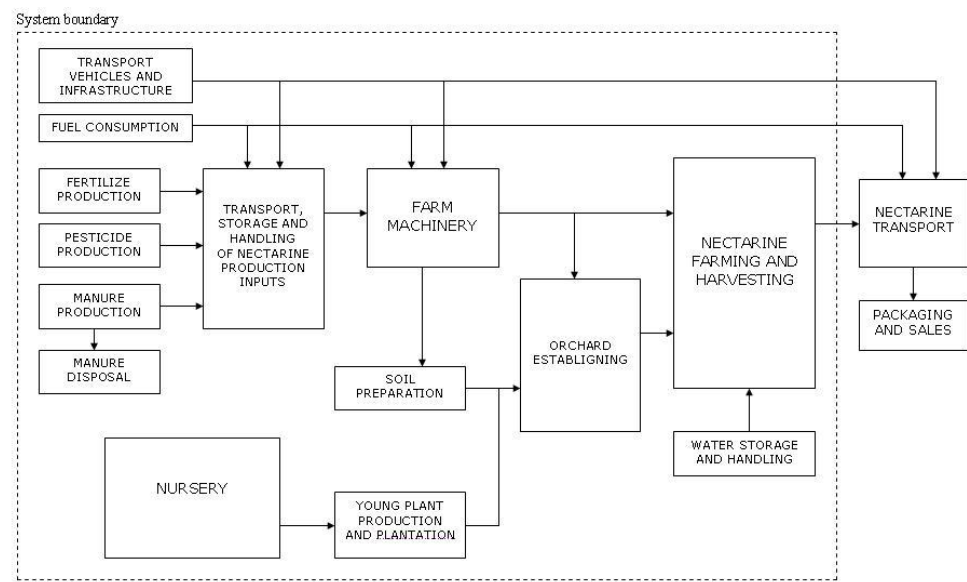 System boundary
TRANSPORT
VEHICLES AND
INFRASTRUCTURE
FUEL CONSUMPTION
FERTILIZE
PRODUCTION
PESTICIDE
PRODUCTION
MANURE
PRODUCTION
MANURE
DISPOSAL
TRANSPORT,
STORAGE AND
HANDLING
OF NECTARINE
PRODUCTION
INPUTS
FARM
MACHINERY
SOIL
PREPARATION
NURSERY
YOUNG PLANT
PRODUCTION
AND PLANTATION
ORCHARD
ESTABLIGNING
NECTARINE
FARMING AND
HARVESTING
WATER STORAGE
AND HANDLING
NECTARINE
TRANSPORT
PACKAGING
AND SALES